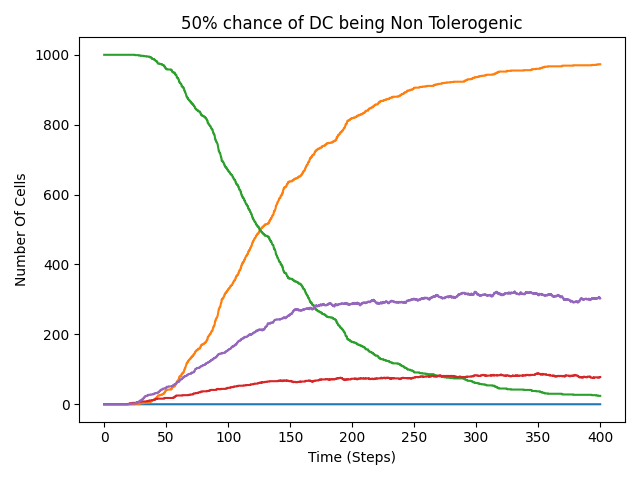 50% chance of DC being Non Tolerogenic
Number Of Cells
1000
800
600
400
200
0
0 50 100 150 200 250 300 350 400
Time (Steps)